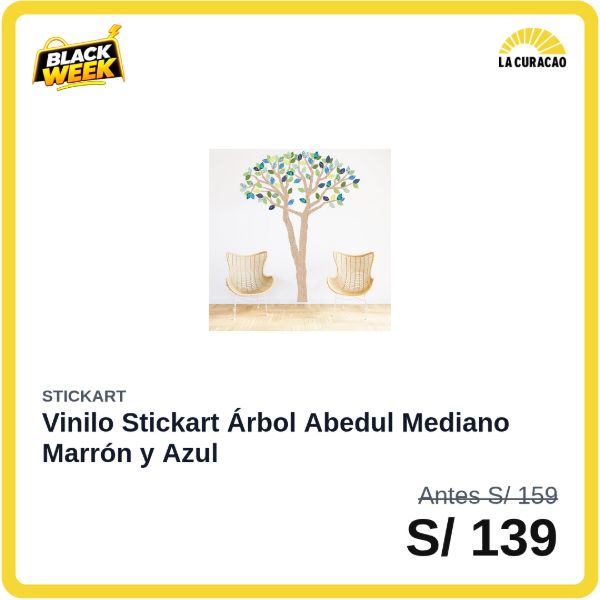 BLACK
WEEK
LA CURACAO
STICKART
Vinilo Stickart Árbol Abedul Mediano
Marrón y Azul
Antes S/ 159
S/ 139